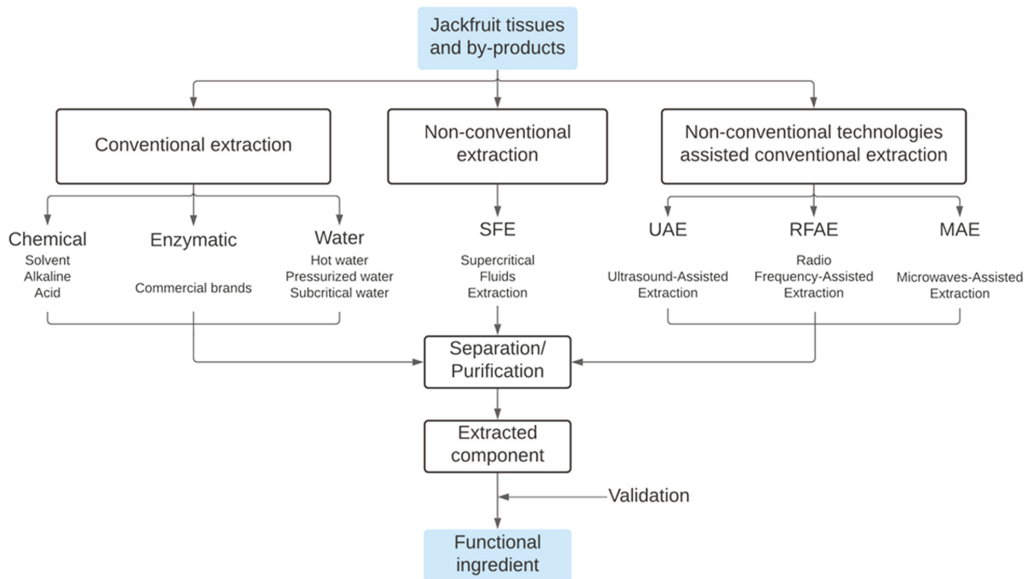 Jackfruit tissues
and by-products
Conventional extraction
Non-conventional
extraction
Non-conventional technologies
assisted conventional extraction
Chemical
Solvent
Alkaline
Acid
Enzymatic
Commercial brands
Water
Hot water
Pressurized water
Subcritical water
SFE
Supercritical
Fluids
Extraction
UAE
Ultrasound-Assisted
Extraction
RFAE
Radio
Frequency-Assisted
Extraction
MAE
Microwaves-Assisted
Extraction
Separation/
Purification
Extracted
component
Validation
Functional
ingredient